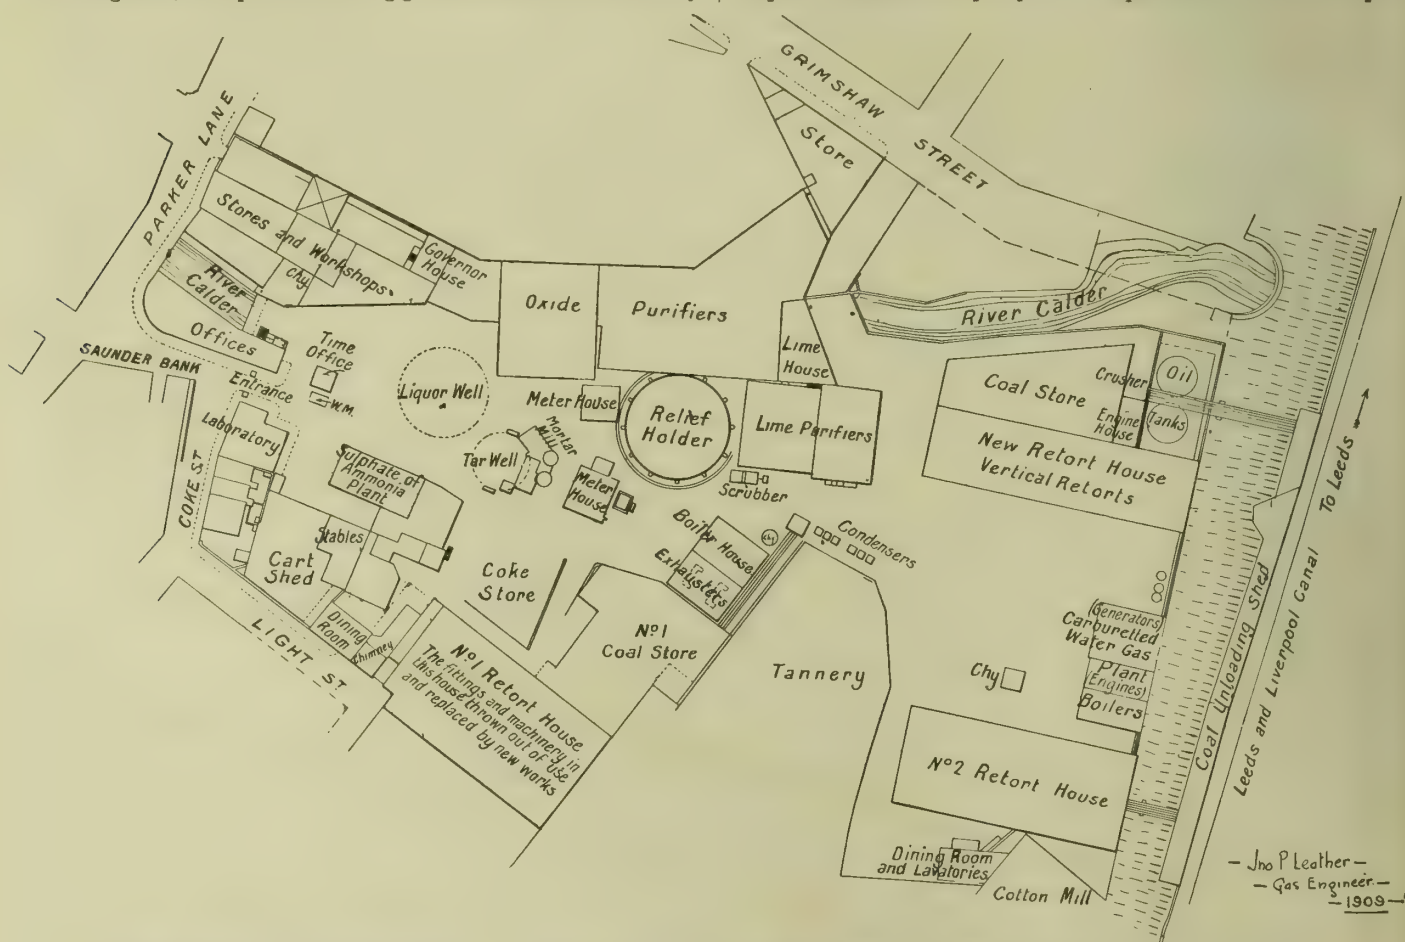 GRIMSHAW STREET
PARKER LANE
Store
Stores and Workshops
Chy
Governor
House
River
Calder
Offices
Time
Office
W.M.
SAUNDER BANK
Entrance
Laboratory
COKE ST
Oxide
Purifiers
Lime
House
River Calder
Liquor Well
Meter House
Relief
Holder
Lime Purifiers
Coal Store
Crusher
Oil
Tanks
Engine
House
New Retort House
Vertical Retorts
To Leeds
Tar Well
Mortar
Mill
Sulphate of
Ammonia
Plant
Meter
House
Scrubber
Stables
Cart
Shed
Coke
Store
Boiler House
Chy
Exhausters
Condensers
Dining
Room
Chimney
LIGHT ST
Nº1 Retort House
The fittings and machinery in
this house thrown out of use
and replaced by new works
Nº1
Coal Store
Tannery
Chy
(Generators)
Carburetted
Water Gas
Plant
(Engines)
Boilers
Coal Unloading Shed
Leeds and Liverpool Canal
Nº2 Retort House
Dining Room
and Lavatories
Cotton Mill
- Jno P Leather -
- Gas Engineer. -
- 1909 -